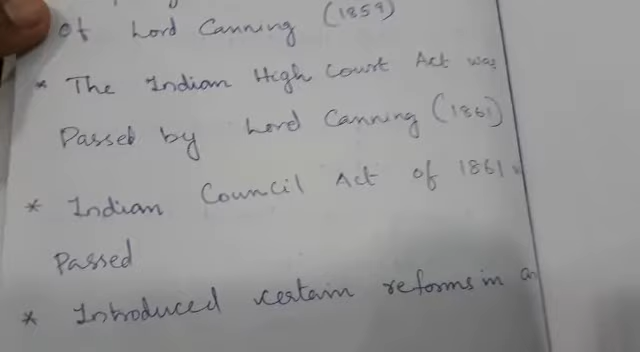 of Lord Canning (1859)
* The Indian High Court Act was
Passed by Lord Canning (1861)
* Indian Council Act of 1861
Passed
* Introduced certain reforms in